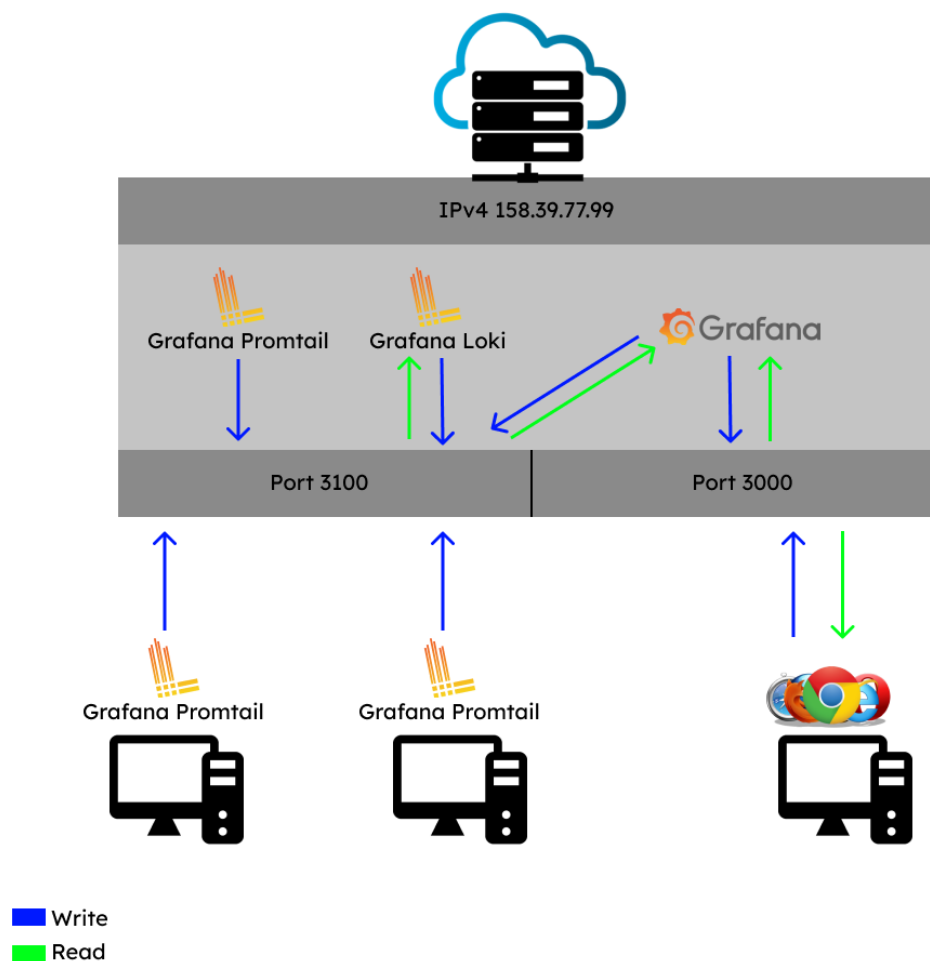 IPv4 158.39.77.99
Grafana Promtail
Grafana Loki
Grafana
Port 3100
Port 3000
Grafana Promtail
Grafana Promtail
Write
Read